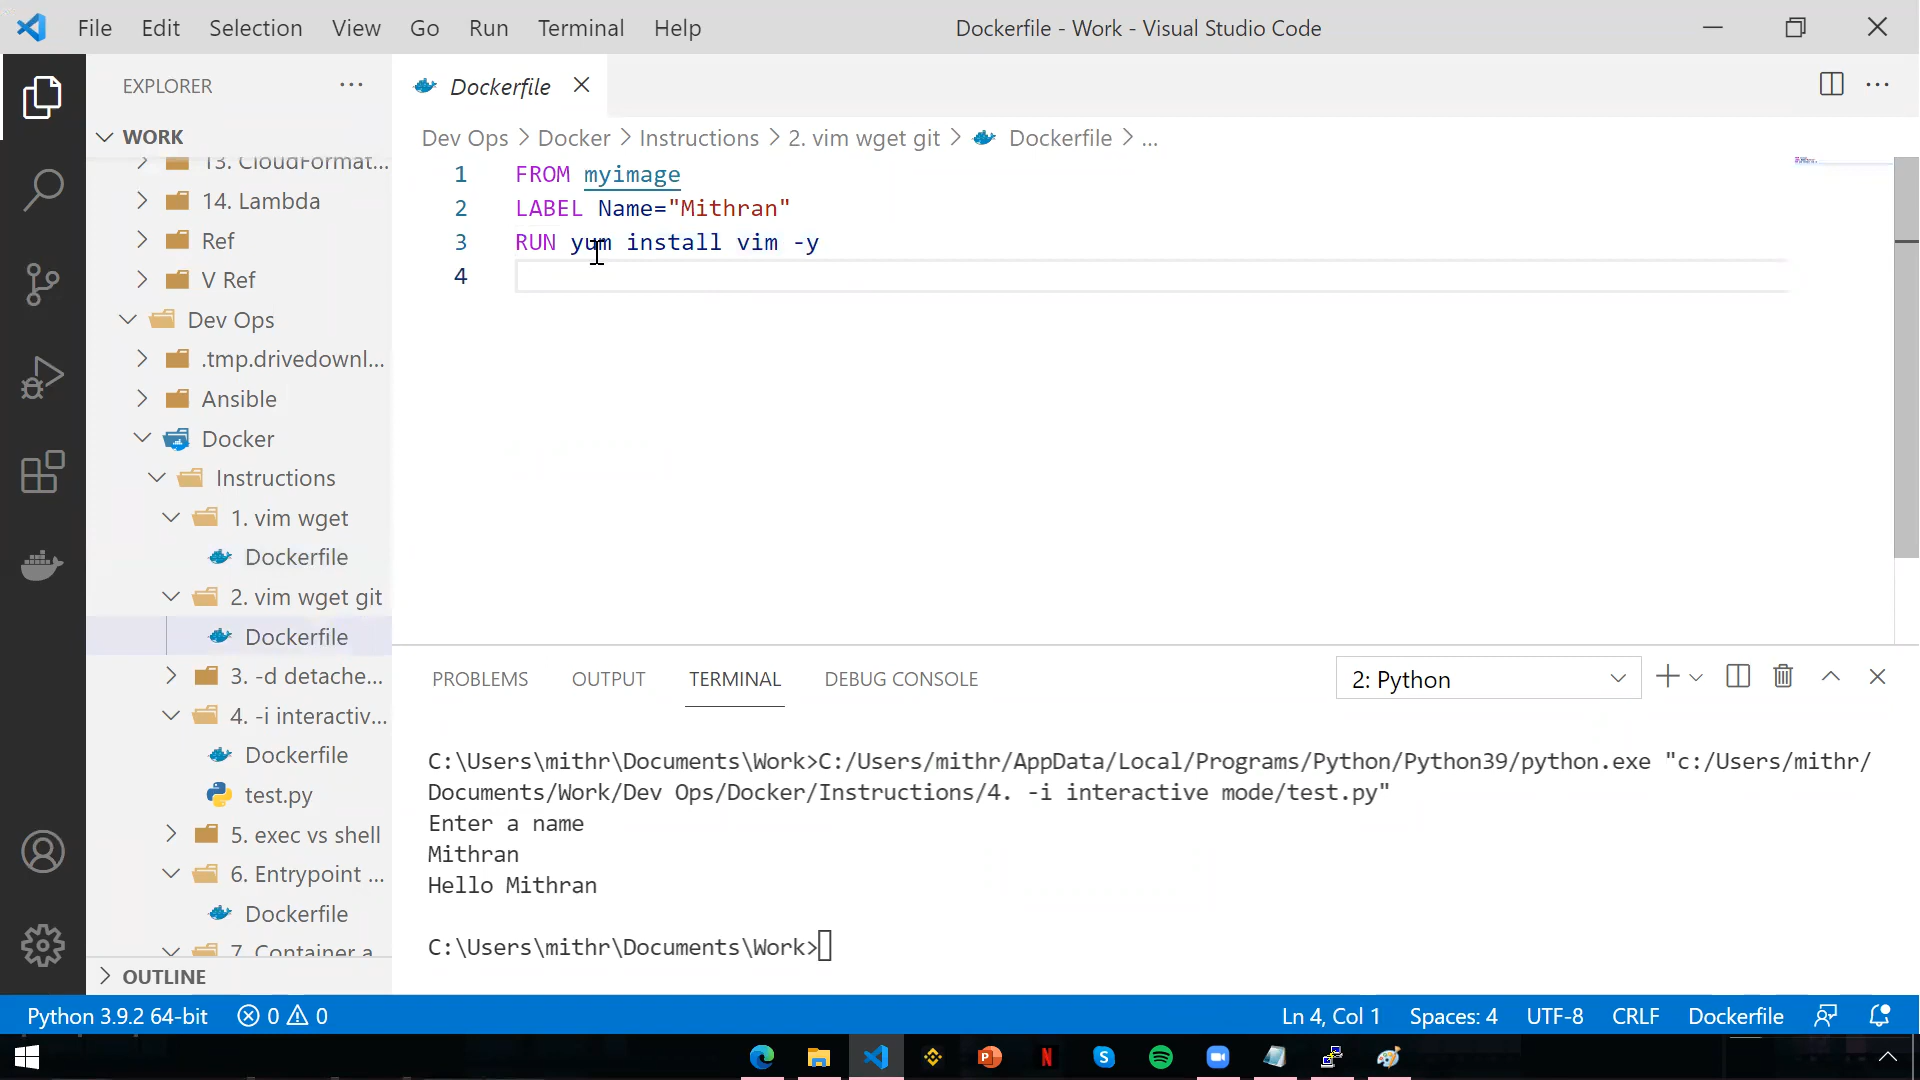 File Edit Selection View Go Run Terminal Help
Dockerfile - Work - Visual Studio Code
EXPLORER
Dockerfile
WORK
Dev Ops > Docker > Instructions > 2. vim wget git > Dockerfile > ...
13. CloudFormat...
14. Lambda
Ref
V Ref
Dev Ops
.tmp.drivedownl...
Ansible
Docker
Instructions
1. vim wget
Dockerfile
2. vim wget git
Dockerfile
3. -d detache...
4. -i interactiv...
Dockerfile
test.py
5. exec vs shell
6. Entrypoint ...
Dockerfile
7. Container a
OUTLINE
1 FROM myimage
2 LABEL Name="Mithran"
3 RUN yum install vim -y
4
PROBLEMS OUTPUT TERMINAL DEBUG CONSOLE
2: Python
C:\Users\mithr\Documents\Work>C:/Users/mithr/AppData/Local/Programs/Python/Python39/python.exe "c:/Users/mithr/
Documents/Work/Dev Ops/Docker/Instructions/4. -i interactive mode/test.py"
Enter a name
Mithran
Hello Mithran
C:\Users\mithr\Documents\Work>
Python 3.9.2 64-bit 0 0 Ln 4, Col 1 Spaces: 4 UTF-8 CRLF Dockerfile